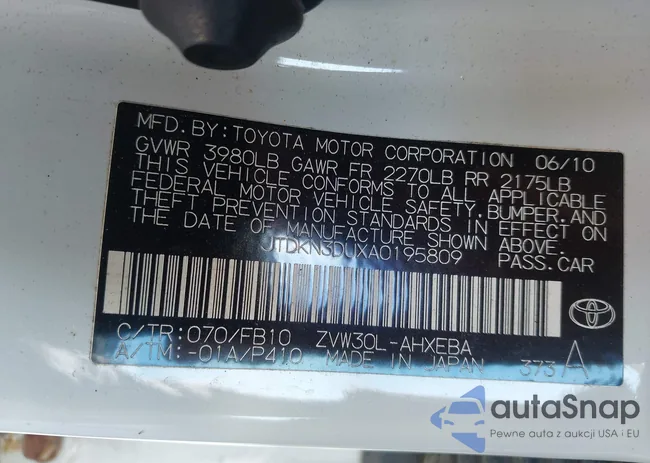 MFD.BY:TOYOTA MOTOR CORPORATION 06/10
GVWR 3980LB GAWR FR 2270LB RR 2175LB
THIS VEHICLE CONFORMS TO ALL APPLICABLE
FEDERAL MOTOR VEHICLE SAFETY,BUMPER,AND
THEFT PREVENTION STANDARDS IN EFFECT ON
THE DATE OF MANUFACTURE SHOWN ABOVE.
JTDKN3DUXA0195809 PASS.CAR
C/TR:070/FB10 ZVW30L-AHXEBA
A/TM:-01A/P410 MADE IN JAPAN 373 A
autoSnap
Pewne auta z aukcji USA i EU